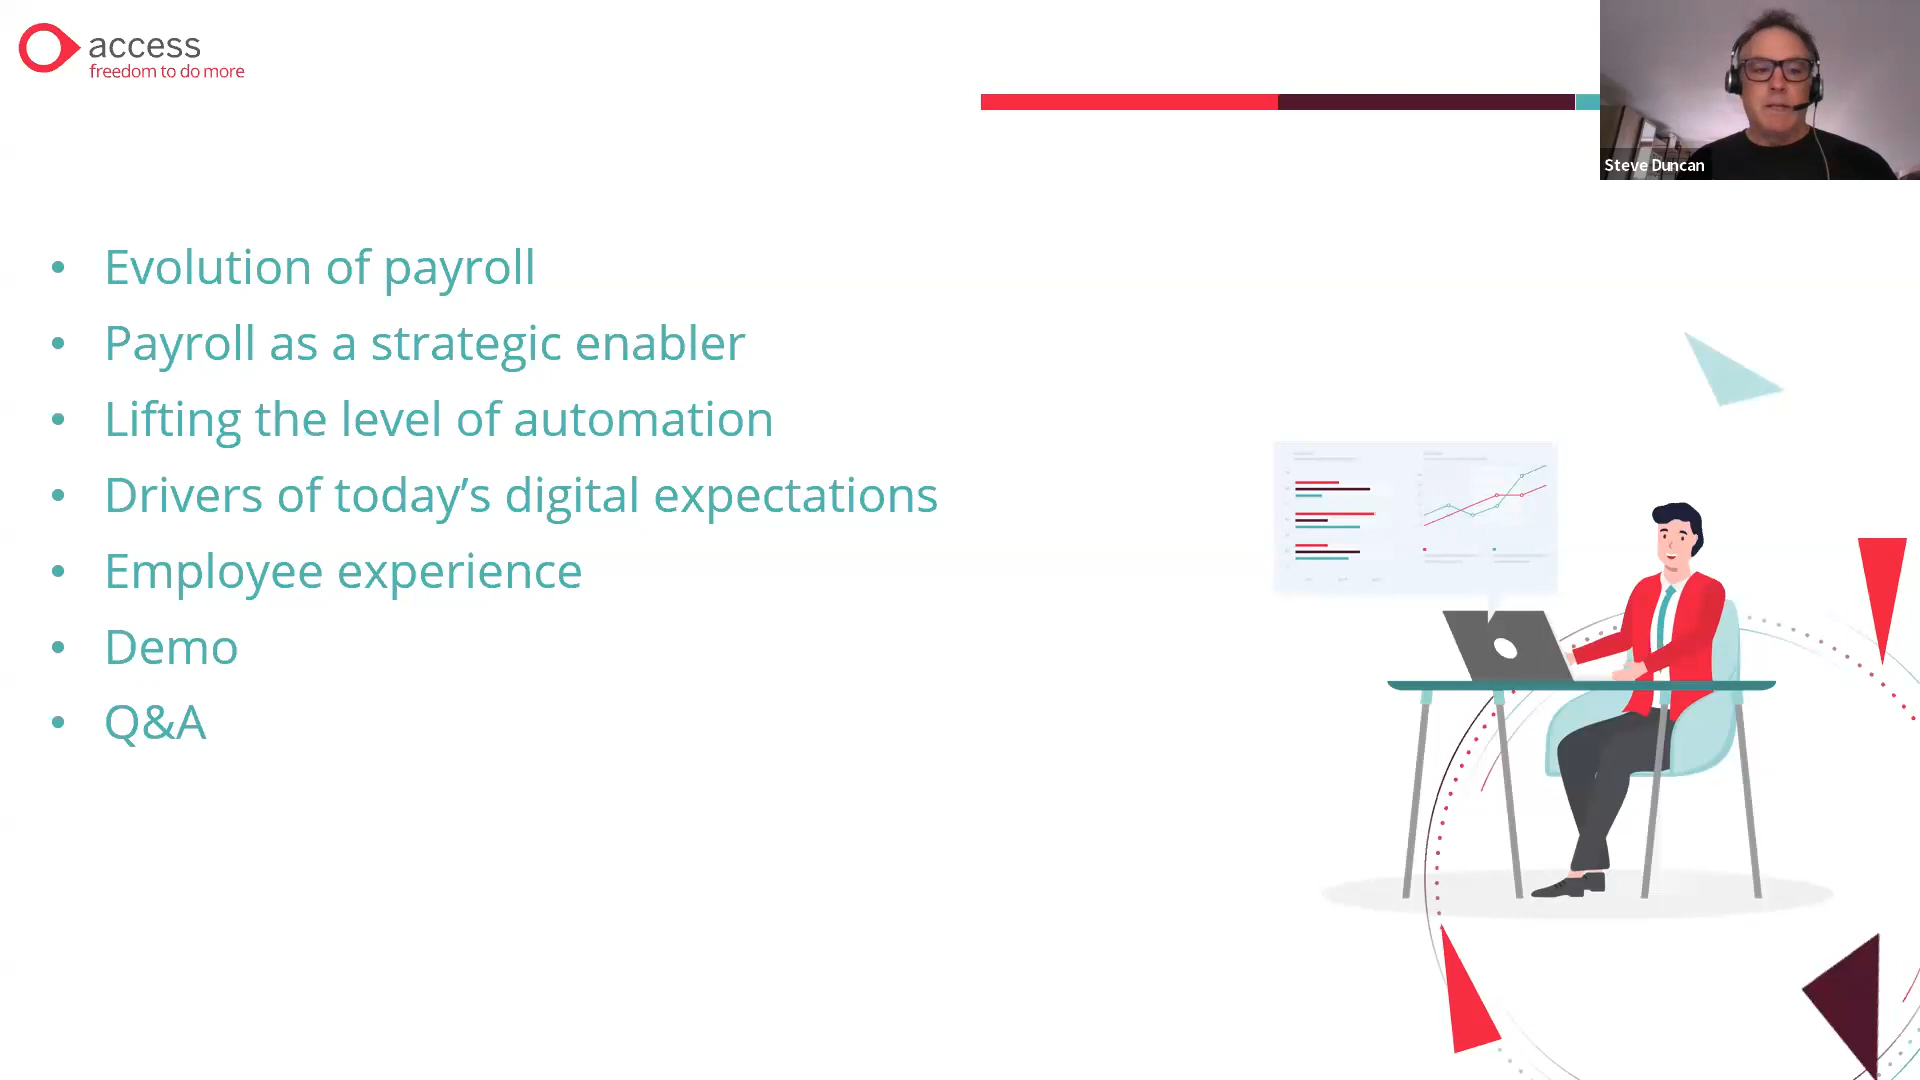 access
freedom to do more
Steve Duncan
• Evolution of payroll
• Payroll as a strategic enabler
• Lifting the level of automation
• Drivers of today’s digital expectations
• Employee experience
• Demo
• Q&A